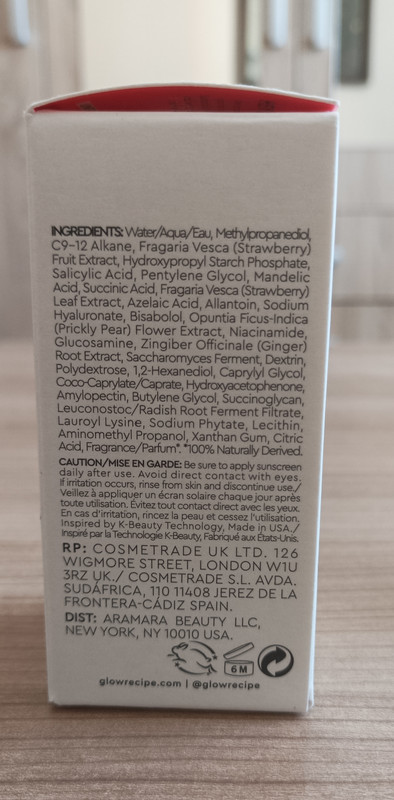 INGREDIENTS: Water/Aqua/Eau, Methylpropanediol,
C9-12 Alkane, Fragaria Vesca (Strawberry)
Fruit Extract, Hydroxypropyl Starch Phosphate,
Salicylic Acid, Pentylene Glycol, Mandelic
Acid, Succinic Acid, Fragaria Vesca (Strawberry)
Leaf Extract, Azelaic Acid, Allantoin, Sodium
Hyaluronate, Bisabolol, Opuntia Ficus-Indica
(Prickly Pear) Flower Extract, Niacinamide,
Glucosamine, Zingiber Officinale (Ginger)
Root Extract, Saccharomyces Ferment, Dextrin,
Polydextrose, 1,2-Hexanediol, Caprylyl Glycol,
Coco-Caprylate/Caprate, Hydroxyacetophenone,
Amylopectin, Butylene Glycol, Succinoglycan,
Leuconostoc/Radish Root Ferment Filtrate,
Lauroyl Lysine, Sodium Phytate, Lecithin,
Aminomethyl Propanol, Xanthan Gum, Citric
Acid, Fragrance/Parfum*. *100% Naturally Derived.
CAUTION/MISE EN GARDE: Be sure to apply sunscreen
daily after use. Avoid direct contact with eyes.
If irritation occurs, rinse from skin and discontinue use./
Veillez à appliquer un écran solaire chaque jour après
toute utilisation. Évitez tout contact direct avec les yeux.
En cas d'irritation, rincez la peau et cessez l'utilisation.
Inspired by K-Beauty Technology, Made in USA./
Inspiré par la Technologie K-Beauty, Fabriqué aux États-Unis.
RP: COSMETRADE UK LTD. 126
WIGMORE STREET, LONDON W1U
3RZ UK./ COSMETRADE S.L. AVDA.
SUDÁFRICA, 110 11408 JEREZ DE LA
FRONTERA-CÁDIZ SPAIN.
DIST: ARAMARA BEAUTY LLC,
NEW YORK, NY 10010 USA.
6M
glowrecipe.com | @glowrecipe